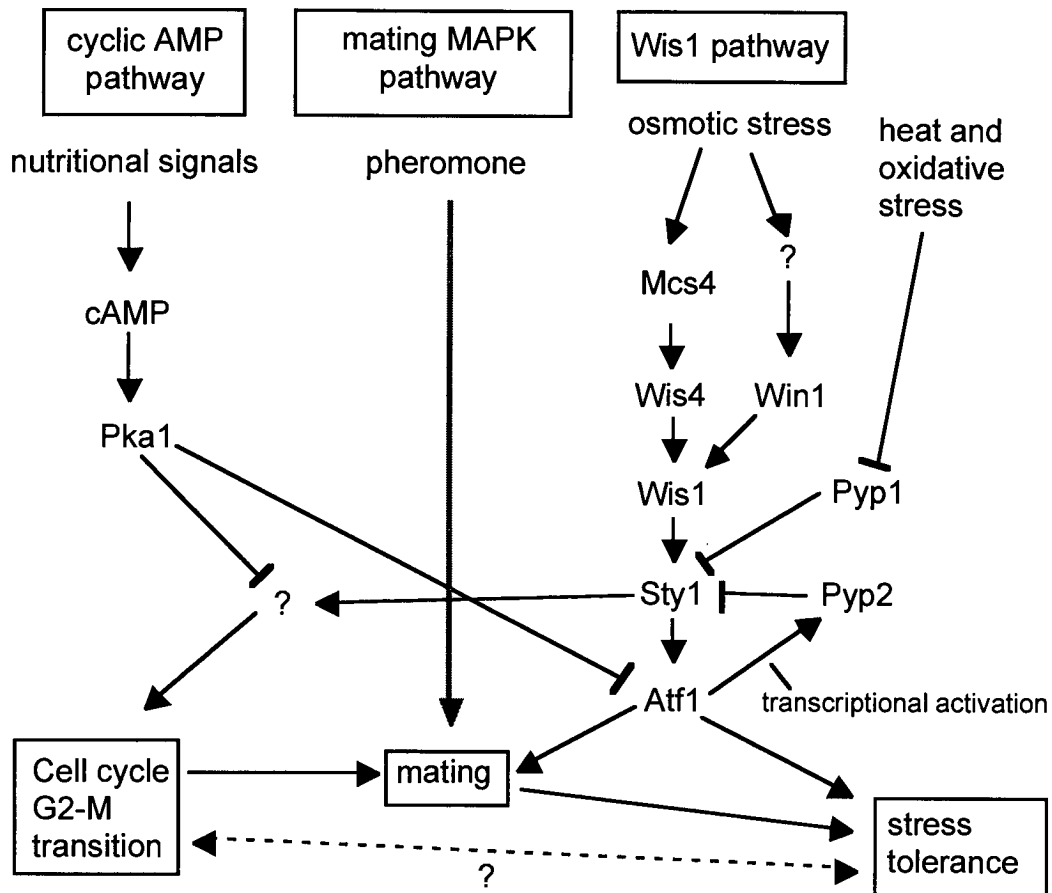 cyclic AMP
pathway
mating MAPK
pathway
Wis1 pathway
nutritional signals
pheromone
osmotic stress
heat and
oxidative
stress
cAMP
Mcs4
?
Pka1
Wis4
Win1
Wis1
Pyp1
?
Sty1
Pyp2
Atf1
transcriptional activation
Cell cycle
G2-M
transition
mating
stress
tolerance
?